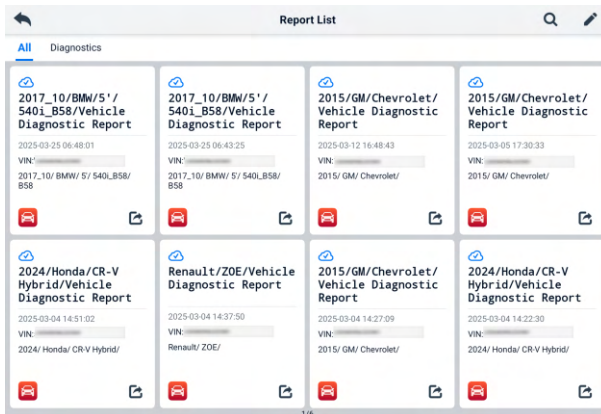 Report List
All
Diagnostics
2017_10/BMW/5'/
540i_B58/Vehicle
Diagnostic Report
2025-03-25 06:48:01
VIN:
2017_10/ BMW/ 5'/ 540i_B58/
B58
2017_10/BMW/5'/
540i_B58/Vehicle
Diagnostic Report
2025-03-25 06:43:25
VIN:
2017_10/ BMW/ 5'/ 540i_B58/
B58
2015/GM/Chevrolet/
Vehicle Diagnostic
Report
2025-03-12 16:48:43
VIN:
2015/ GM/ Chevrolet/
2015/GM/Chevrolet/
Vehicle Diagnostic
Report
2025-03-05 17:30:33
VIN:
2015/ GM/ Chevrolet/
2024/Honda/CR-V
Hybrid/Vehicle
Diagnostic Report
2025-03-04 14:51:02
VIN:
2024/ Honda/ CR-V Hybrid/
Renault/ZOE/Vehicle
Diagnostic Report
2025-03-04 14:37:50
VIN:
Renault/ ZOE/
2015/GM/Chevrolet/
Vehicle Diagnostic
Report
2025-03-04 14:27:09
VIN:
2015/ GM/ Chevrolet/
2024/Honda/CR-V
Hybrid/Vehicle
Diagnostic Report
2025-03-04 14:22:30
VIN:
2024/ Honda/ CR-V Hybrid/
1/6